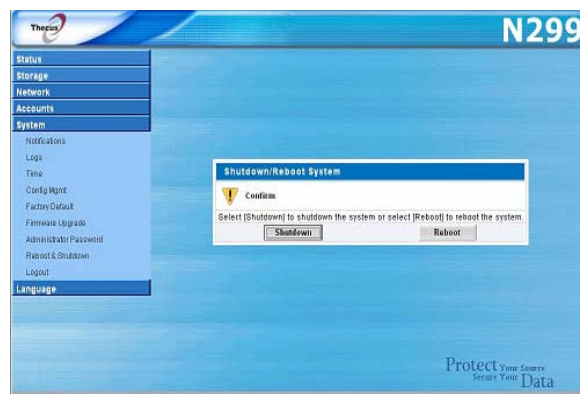 Thecus
N299
Status
Storage
Network
Accounts
System
Notifications
Logs
Time
Config Mgmt
Factory Default
Firmware Upgrade
Administrator Password
Reboot & Shutdown
Logout
Language
Shutdown/Reboot System
Confirm
Select [Shutdown] to shutdown the system or select [Reboot] to reboot the system.
Shutdown
Reboot
Protect Your Source
Secure Your Data